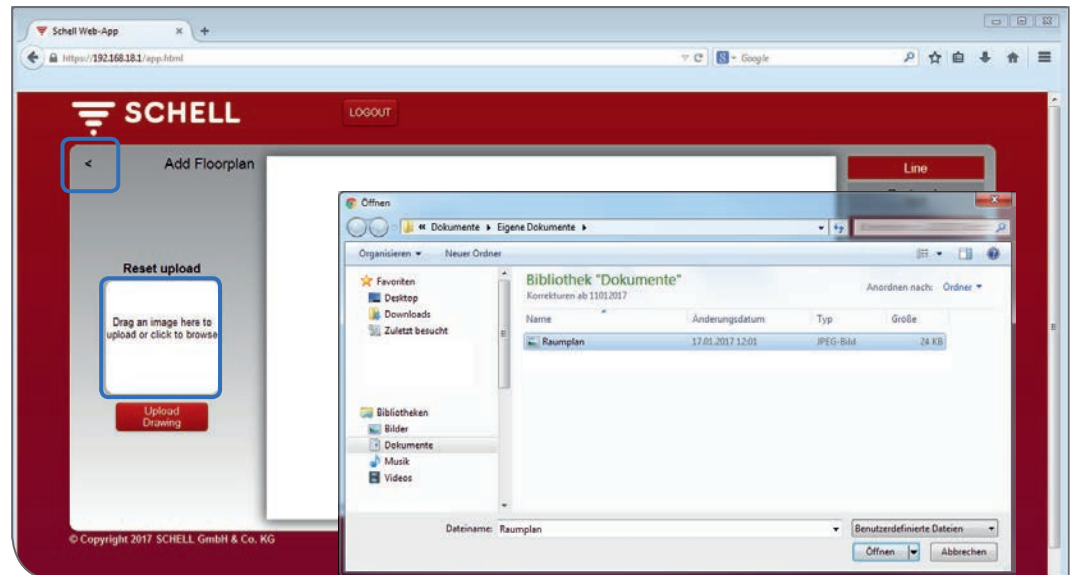 Schell Web-App
https://192.168.18.1/app.html
Google
SCHELL
LOGOUT
<
Add Floorplan
Line
Reset upload
Drag an image here to
upload or click to browse
Upload
Drawing
© Copyright 2017 SCHELL GmbH & Co. KG
Öffnen
« Dokumente Eigene Dokumente
Organisieren Neuer Ordner
Favoriten
Desktop
Downloads
Zuletzt besucht
Bibliotheken
Bilder
Dokumente
Musik
Videos
Bibliothek "Dokumente"
Korrekturen ab 11012017
Anordnen nach: Ordner
Name Änderungsdatum Typ Größe
Raumplan 17.01.2017 12:01 JPEG-Bild 24 KB
Dateiname: Raumplan
Benutzerdefinierte Dateien
Öffnen Abbrechen